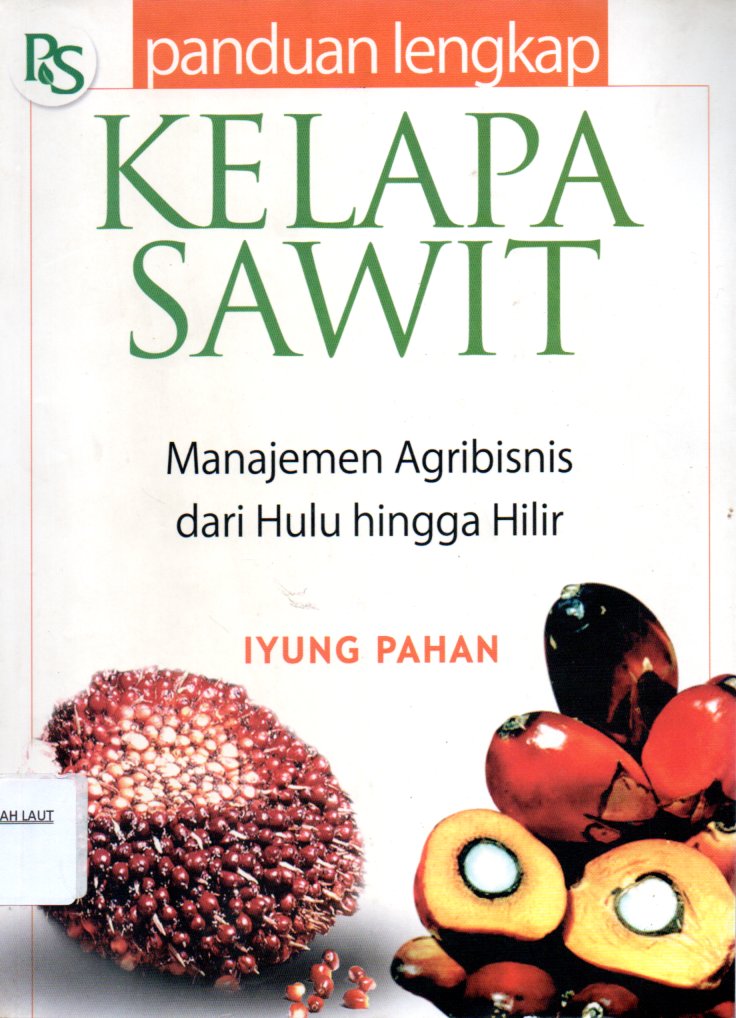 PS
panduan lengkap
KELAPA
SAWIT
Manajemen Agribisnis
dari Hulu hingga Hilir
IYUNG PAHAN
AH LAUT